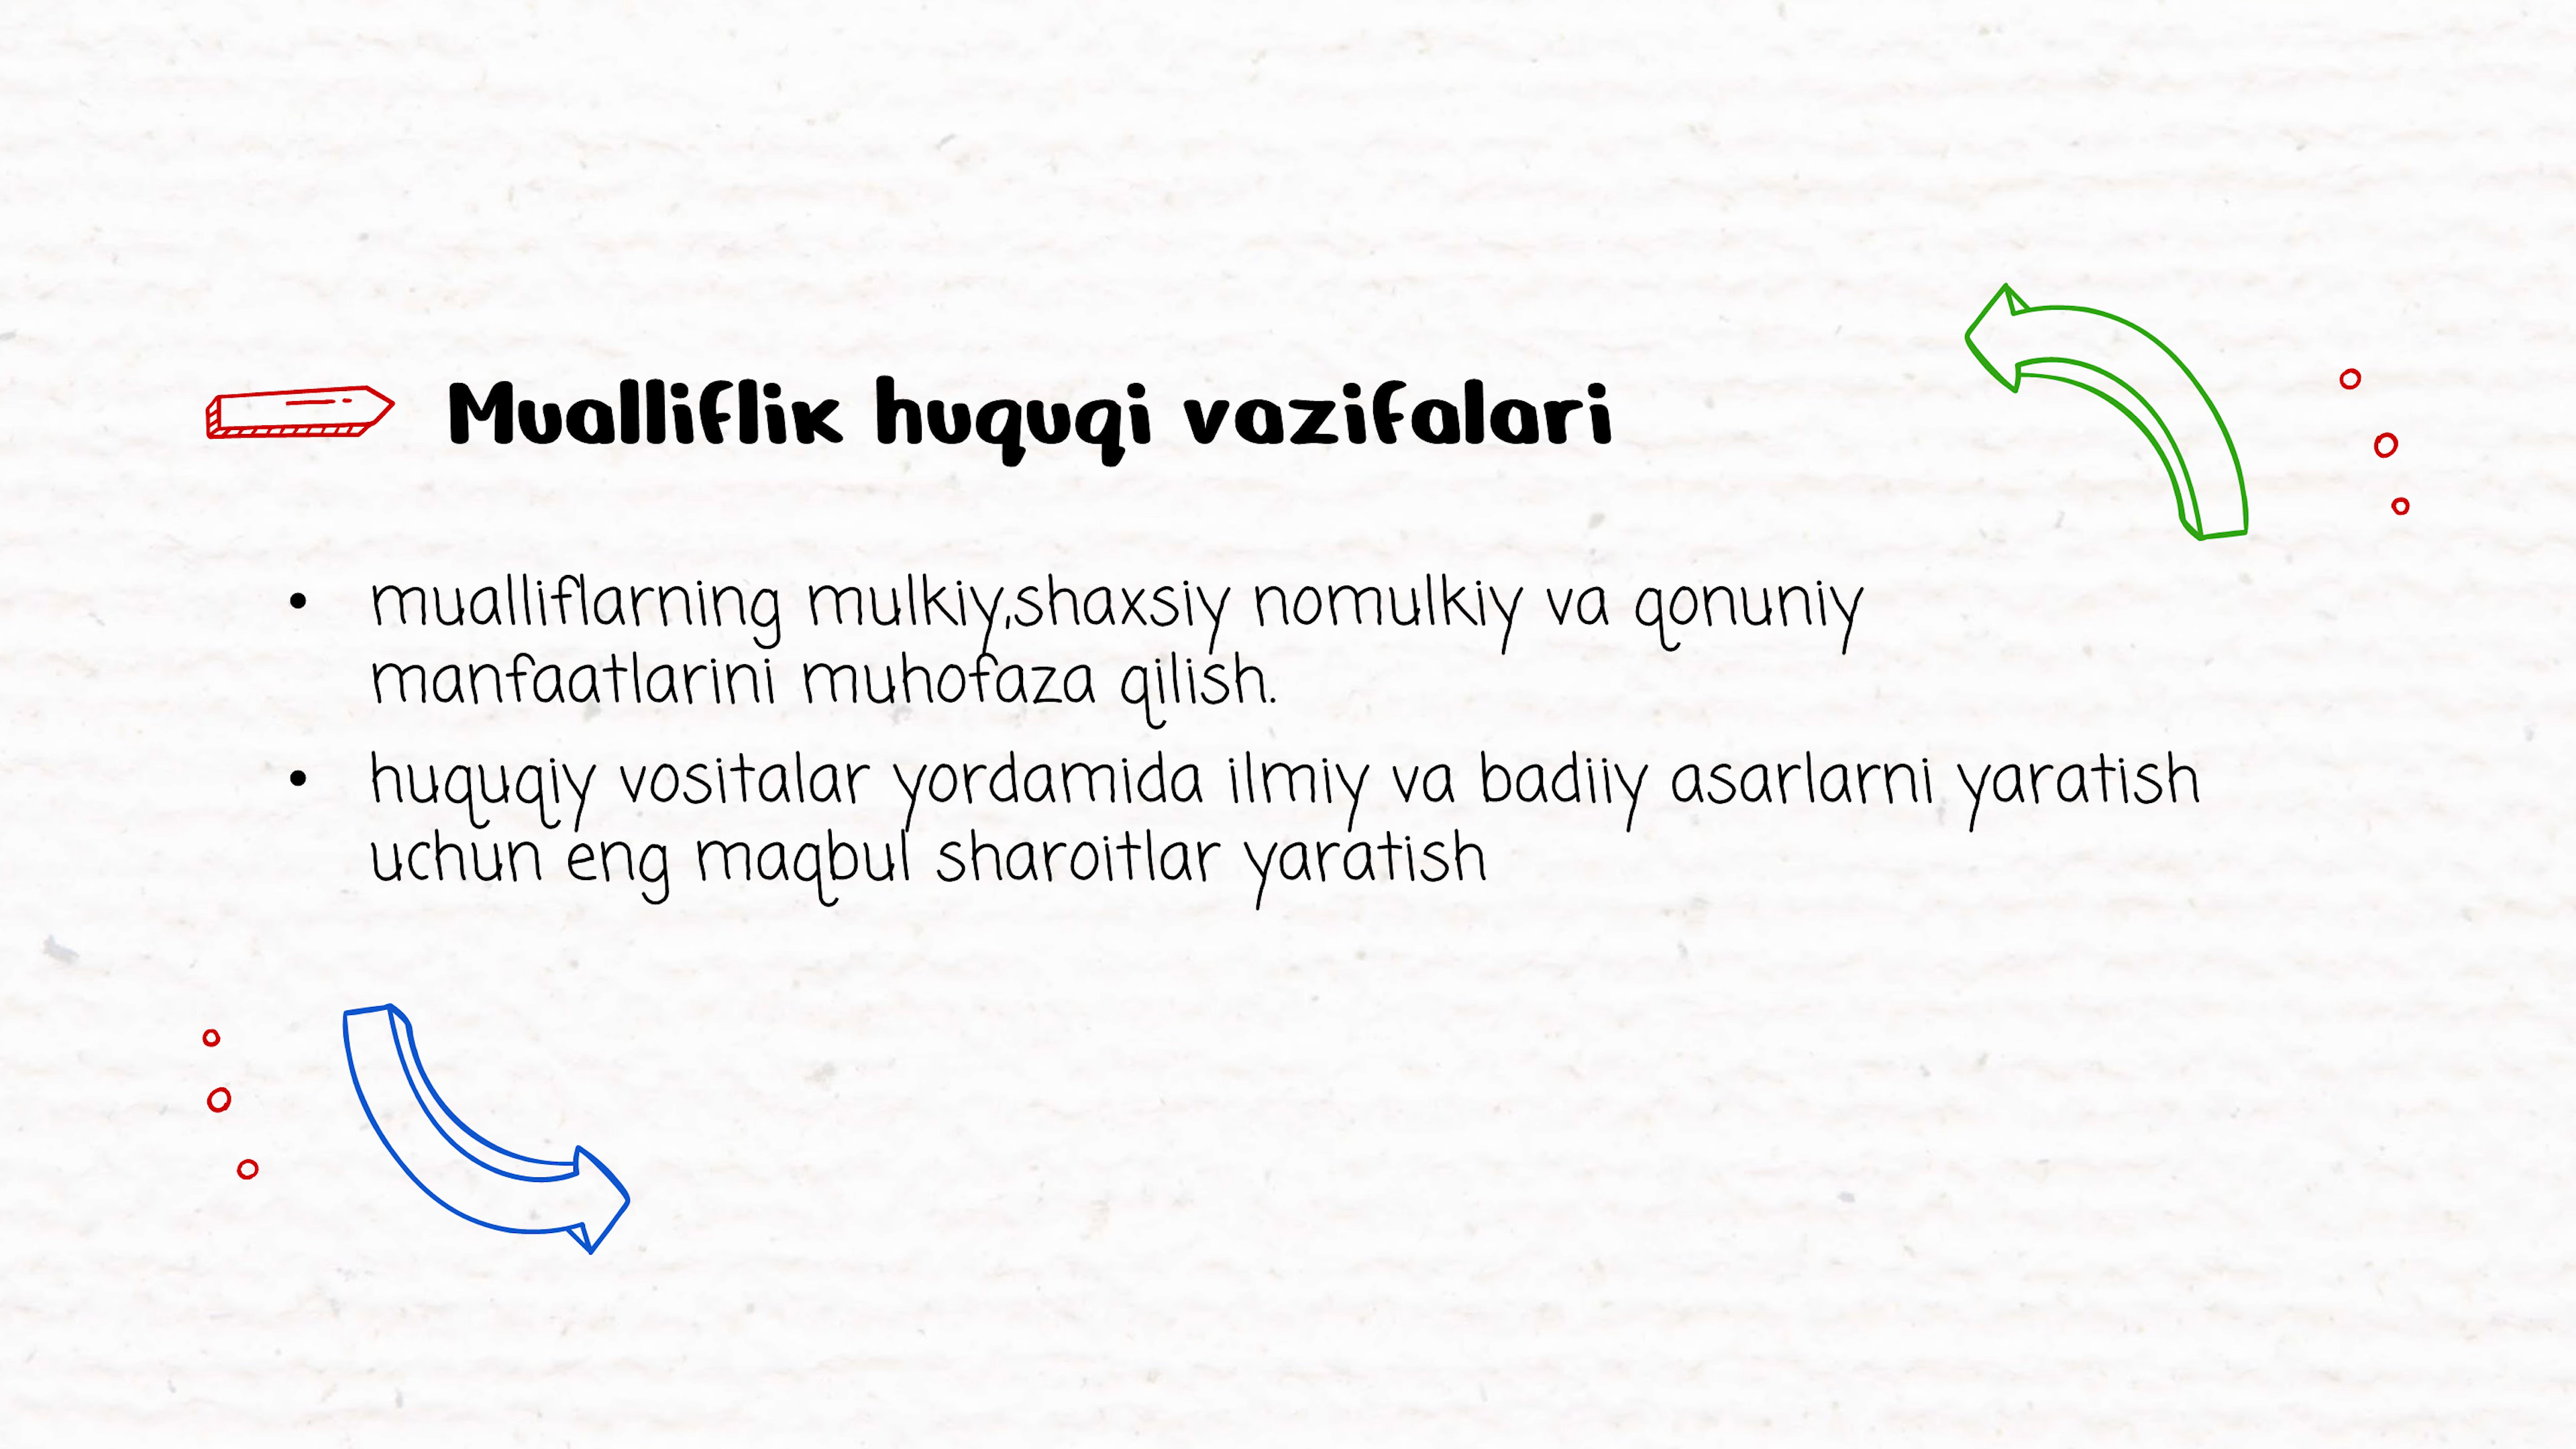 Mualliflik huquqi vazifalari
• mualliflarning mulkiy,shaxsiy nomulkiy va qonuniy
manfaatlarini muhofaza qilish.
• huquqiy vositalar yordamida ilmiy va badiiy asarlarni yaratish
uchun eng maqbul sharoitlar yaratish